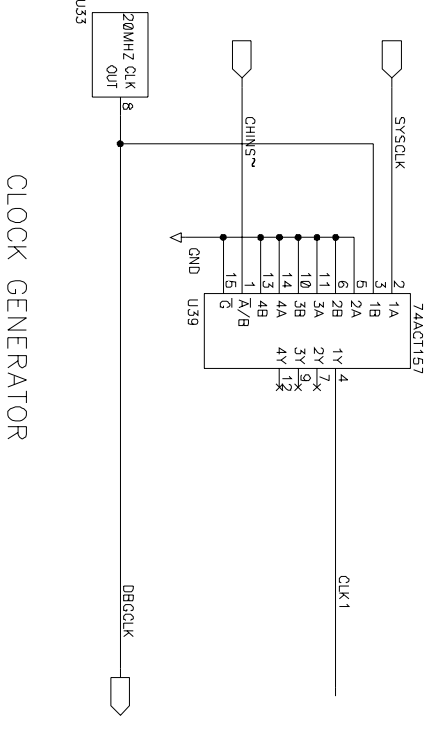 U33
20MHZ CLK
OUT
8
SYSCLK
CHINS~
GND
74ACT157
2
1A
3
1B
5
2A
6
2B
11
3A
10
3B
14
4A
13
4B
1
A/B
15
G
U39
1Y
4
2Y
7
3Y
9
4Y
12
CLK1
DBGCLK
CLOCK GENERATOR